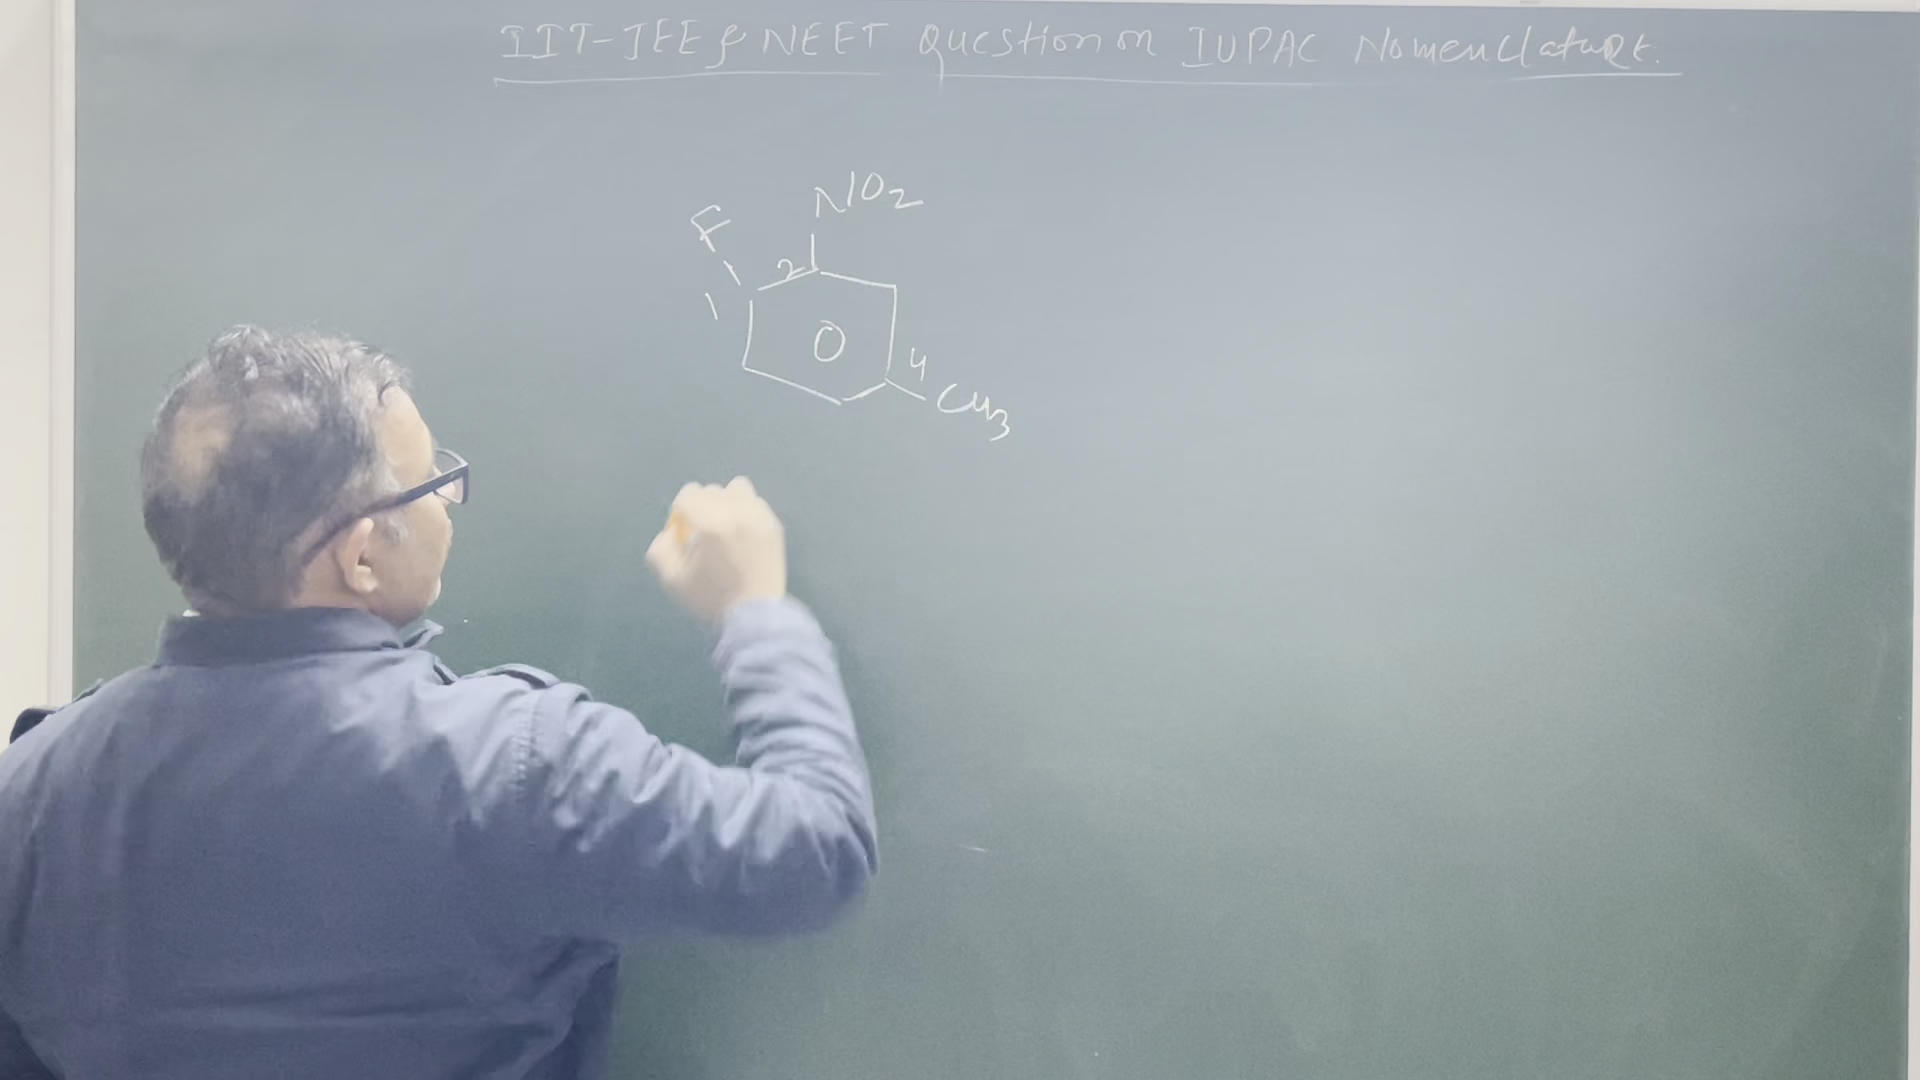 IIT-JEE & NEET Question on IUPAC Nomenclature.
NO2
F
2
1
4
CH3